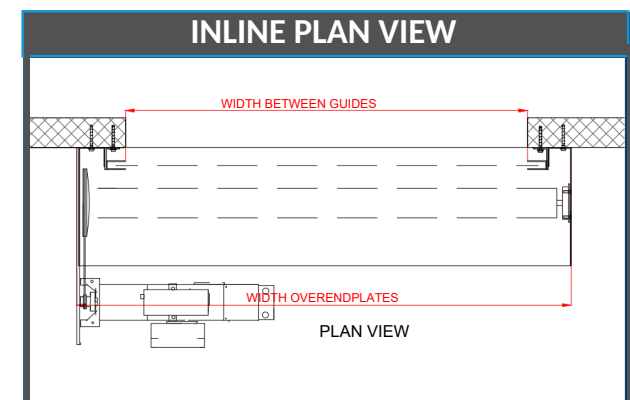 INLINE PLAN VIEW
WIDTH BETWEEN GUIDES
WIDTH OVERENDPLATES
PLAN VIEW